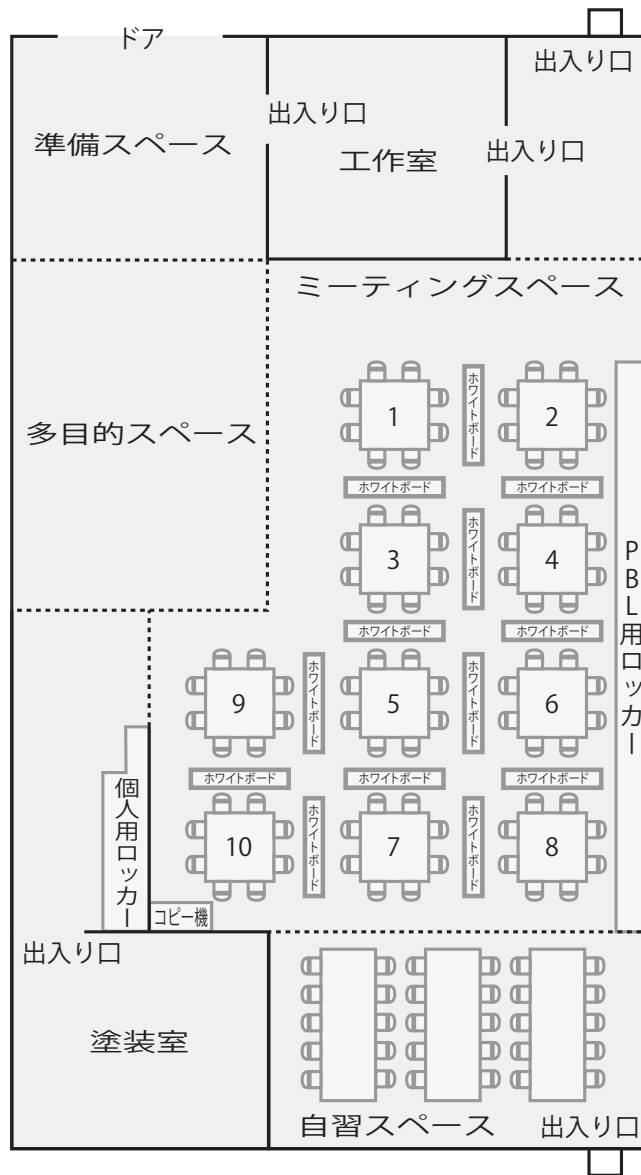 ドア
出入り口
出入り口
準備スペース
工作室
出入り口
ミーティングスペース
多目的スペース
1
ホワイトボード
2
ホワイトボード
ホワイトボード
3
ホワイトボード
4
ホワイトボード
ホワイトボード
PBL用ロッカー
9
ホワイトボード
5
ホワイトボード
6
ホワイトボード
ホワイトボード
ホワイトボード
個人用ロッカー
10
ホワイトボード
7
ホワイトボード
8
コピー機
出入り口
塗装室
自習スペース
出入り口